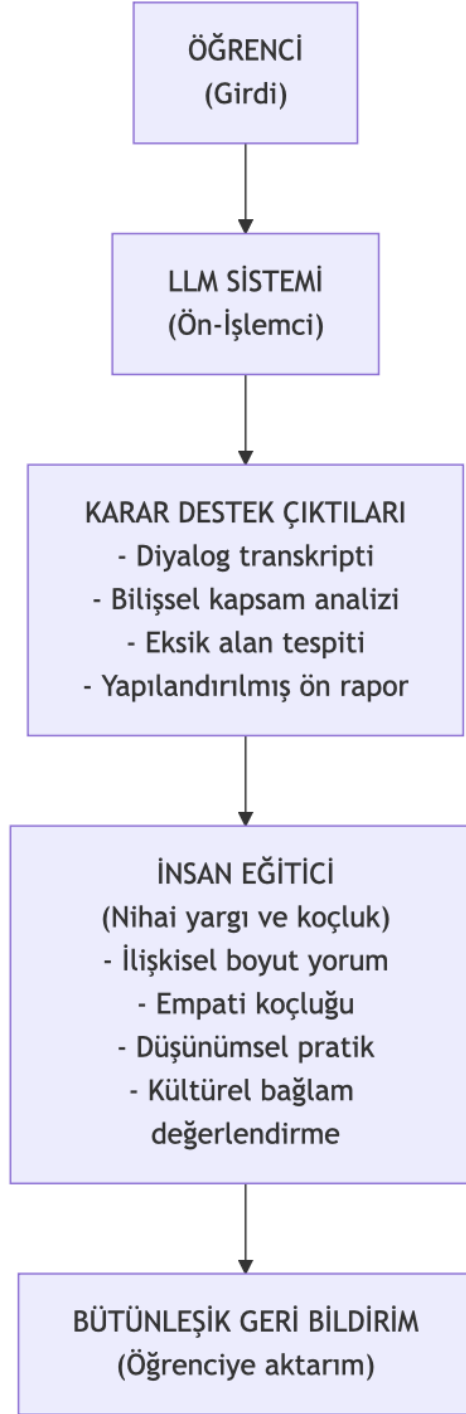 ÖĞRENCİ
(Girdi)
LLM SİSTEMİ
(Ön-İşlemci)
KARAR DESTEK ÇIKTILARI
- Diyalog transkripti
- Bilişsel kapsam analizi
- Eksik alan tespiti
- Yapılandırılmış ön rapor
İNSAN EĞİTİCİ
(Nihai yargı ve koçluk)
- İlişkisel boyut yorum
- Empati koçluğu
- Düşünümsel pratik
- Kültürel bağlam
değerlendirme
BÜTÜNLEŞİK GERİ BİLDİRİM
(Öğrenciye aktarım)